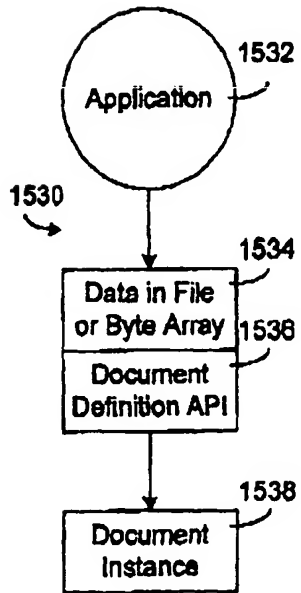 1532
Application
1530
1534
Data in File
or Byte Array
1536
Document
Definition API
1538
Document
Instance